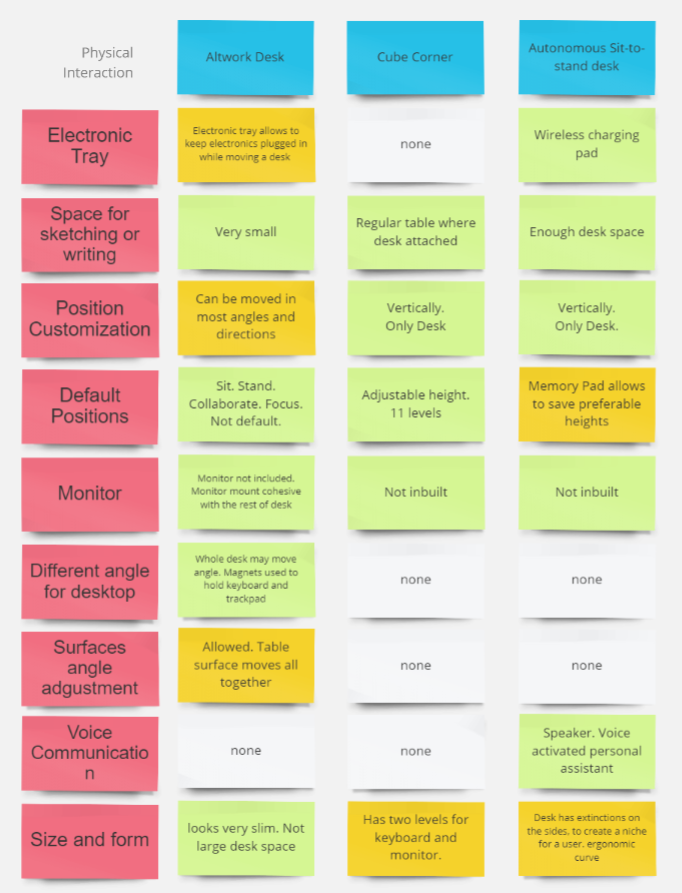 Physical
Interaction
Altwork Desk
Cube Corner
Autonomous Sit-to-
stand desk
Electronic
Tray
Electronic tray allows to
keep electronics plugged in
while moving a desk
none
Wireless charging
pad
Space for
sketching or
writing
Very small
Regular table where
desk attached
Enough desk space
Position
Customization
Can be moved in
most angles and
directions
Vertically.
Only Desk
Vertically.
Only Desk.
Default
Positions
Sit. Stand.
Collaborate. Focus.
Not default.
Adjustable height.
11 levels
Memory Pad allows
to save preferable
heights
Monitor
Monitor not included.
Monitor mount cohesive
with the rest of desk
Not inbuilt
Not inbuilt
Different angle
for desktop
Whole desk may move
angle. Magnets used to
hold keyboard and
trackpad
none
none
Surfaces
angle
adgustment
Allowed. Table
surface moves all
together
none
none
Voice
Communicatio
n
none
none
Speaker. Voice
activated personal
assistant
Size and form
looks very slim. Not
large desk space
Has two levels for
keyboard and
monitor.
Desk has extinctions on
the sides, to create a niche
for a user. ergonomic
curve